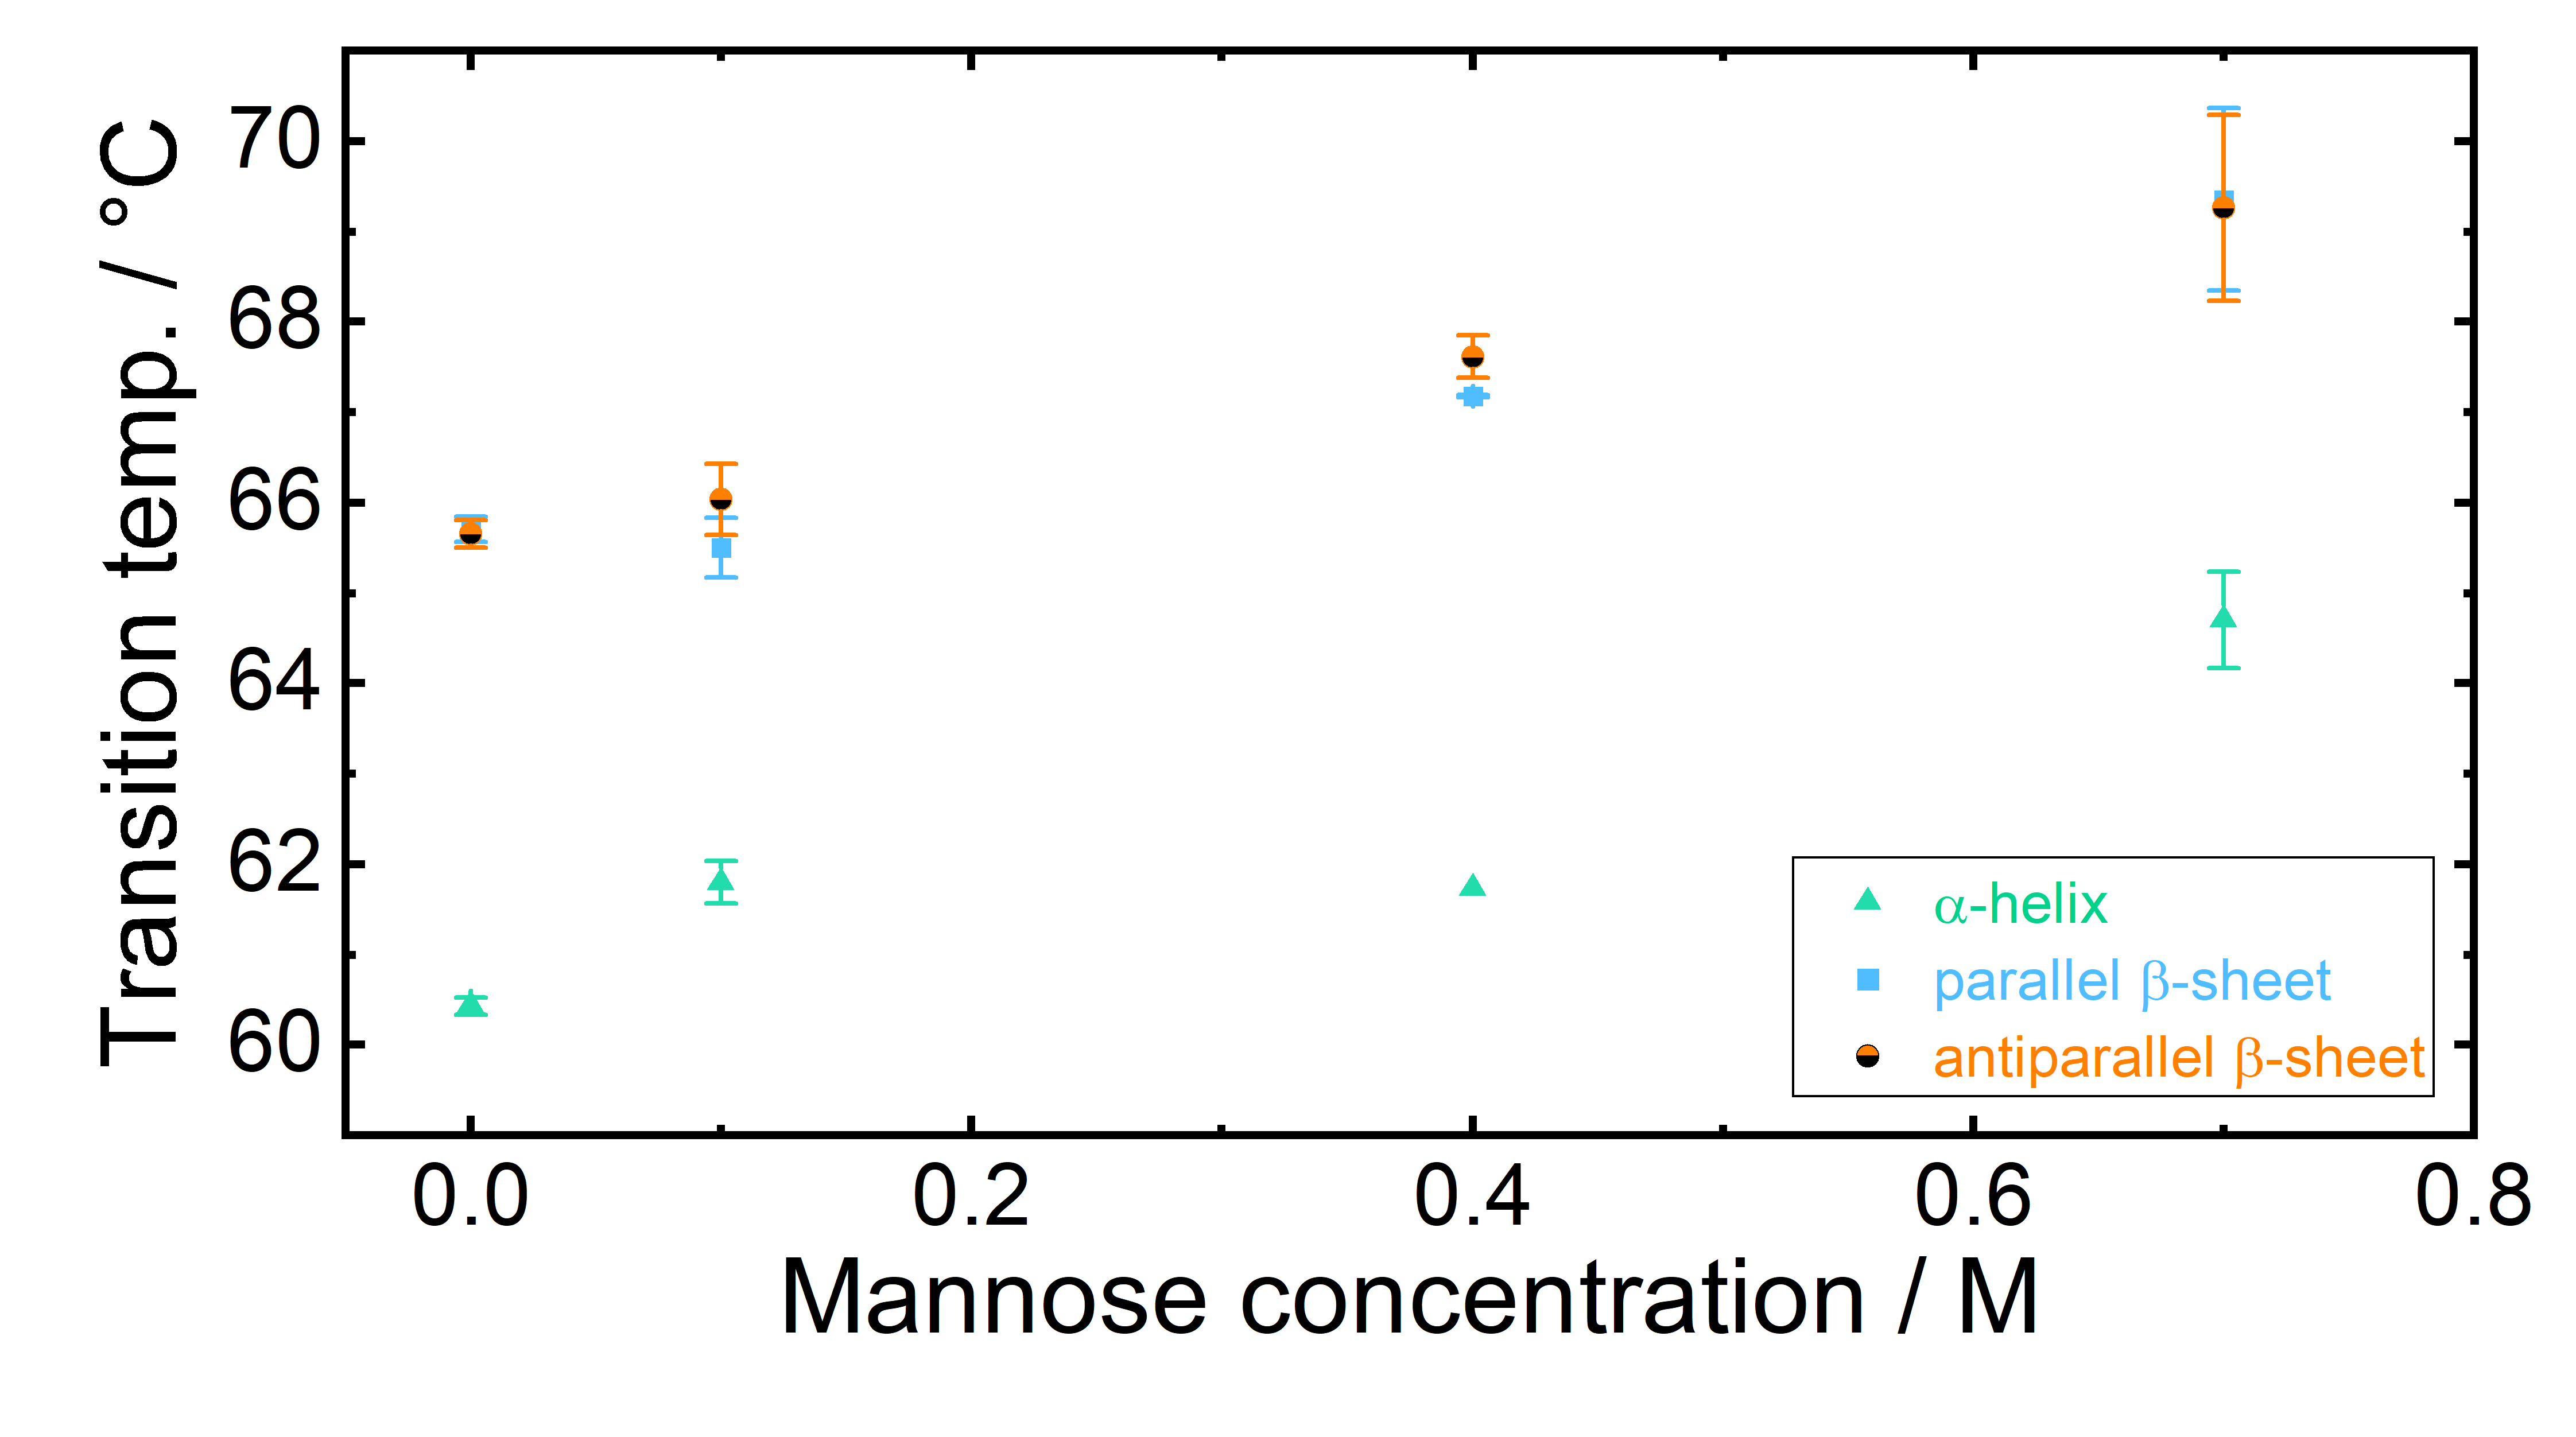 Transition temp. / °C
70
68
66
64
62
60
α-helix
parallel β-sheet
antiparallel β-sheet
0.0 0.2 0.4 0.6 0.8
Mannose concentration / M